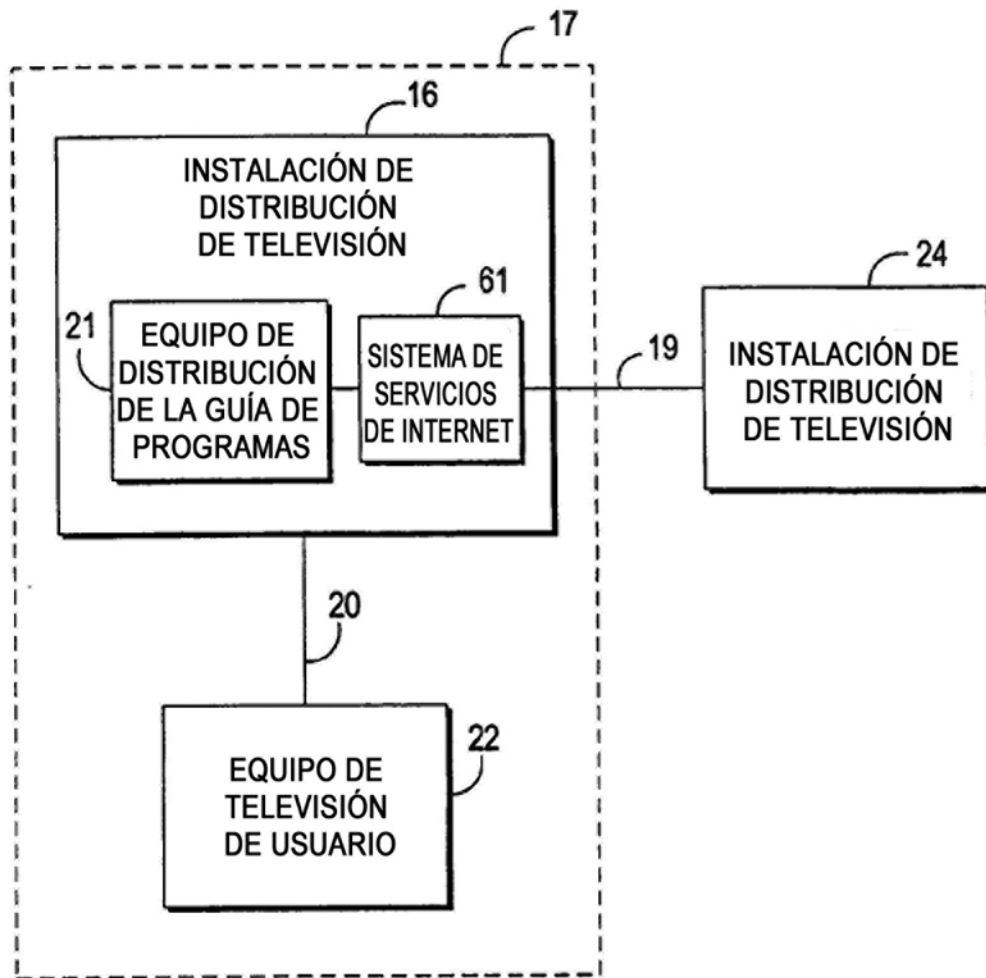 17
16
INSTALACIÓN DE
DISTRIBUCIÓN
DE TELEVISIÓN
21
EQUIPO DE
DISTRIBUCIÓN
DE LA GUÍA DE
PROGRAMAS
61
SISTEMA DE
SERVICIOS
DE INTERNET
19
24
INSTALACIÓN DE
DISTRIBUCIÓN
DE TELEVISIÓN
20
22
EQUIPO DE
TELEVISIÓN
DE USUARIO